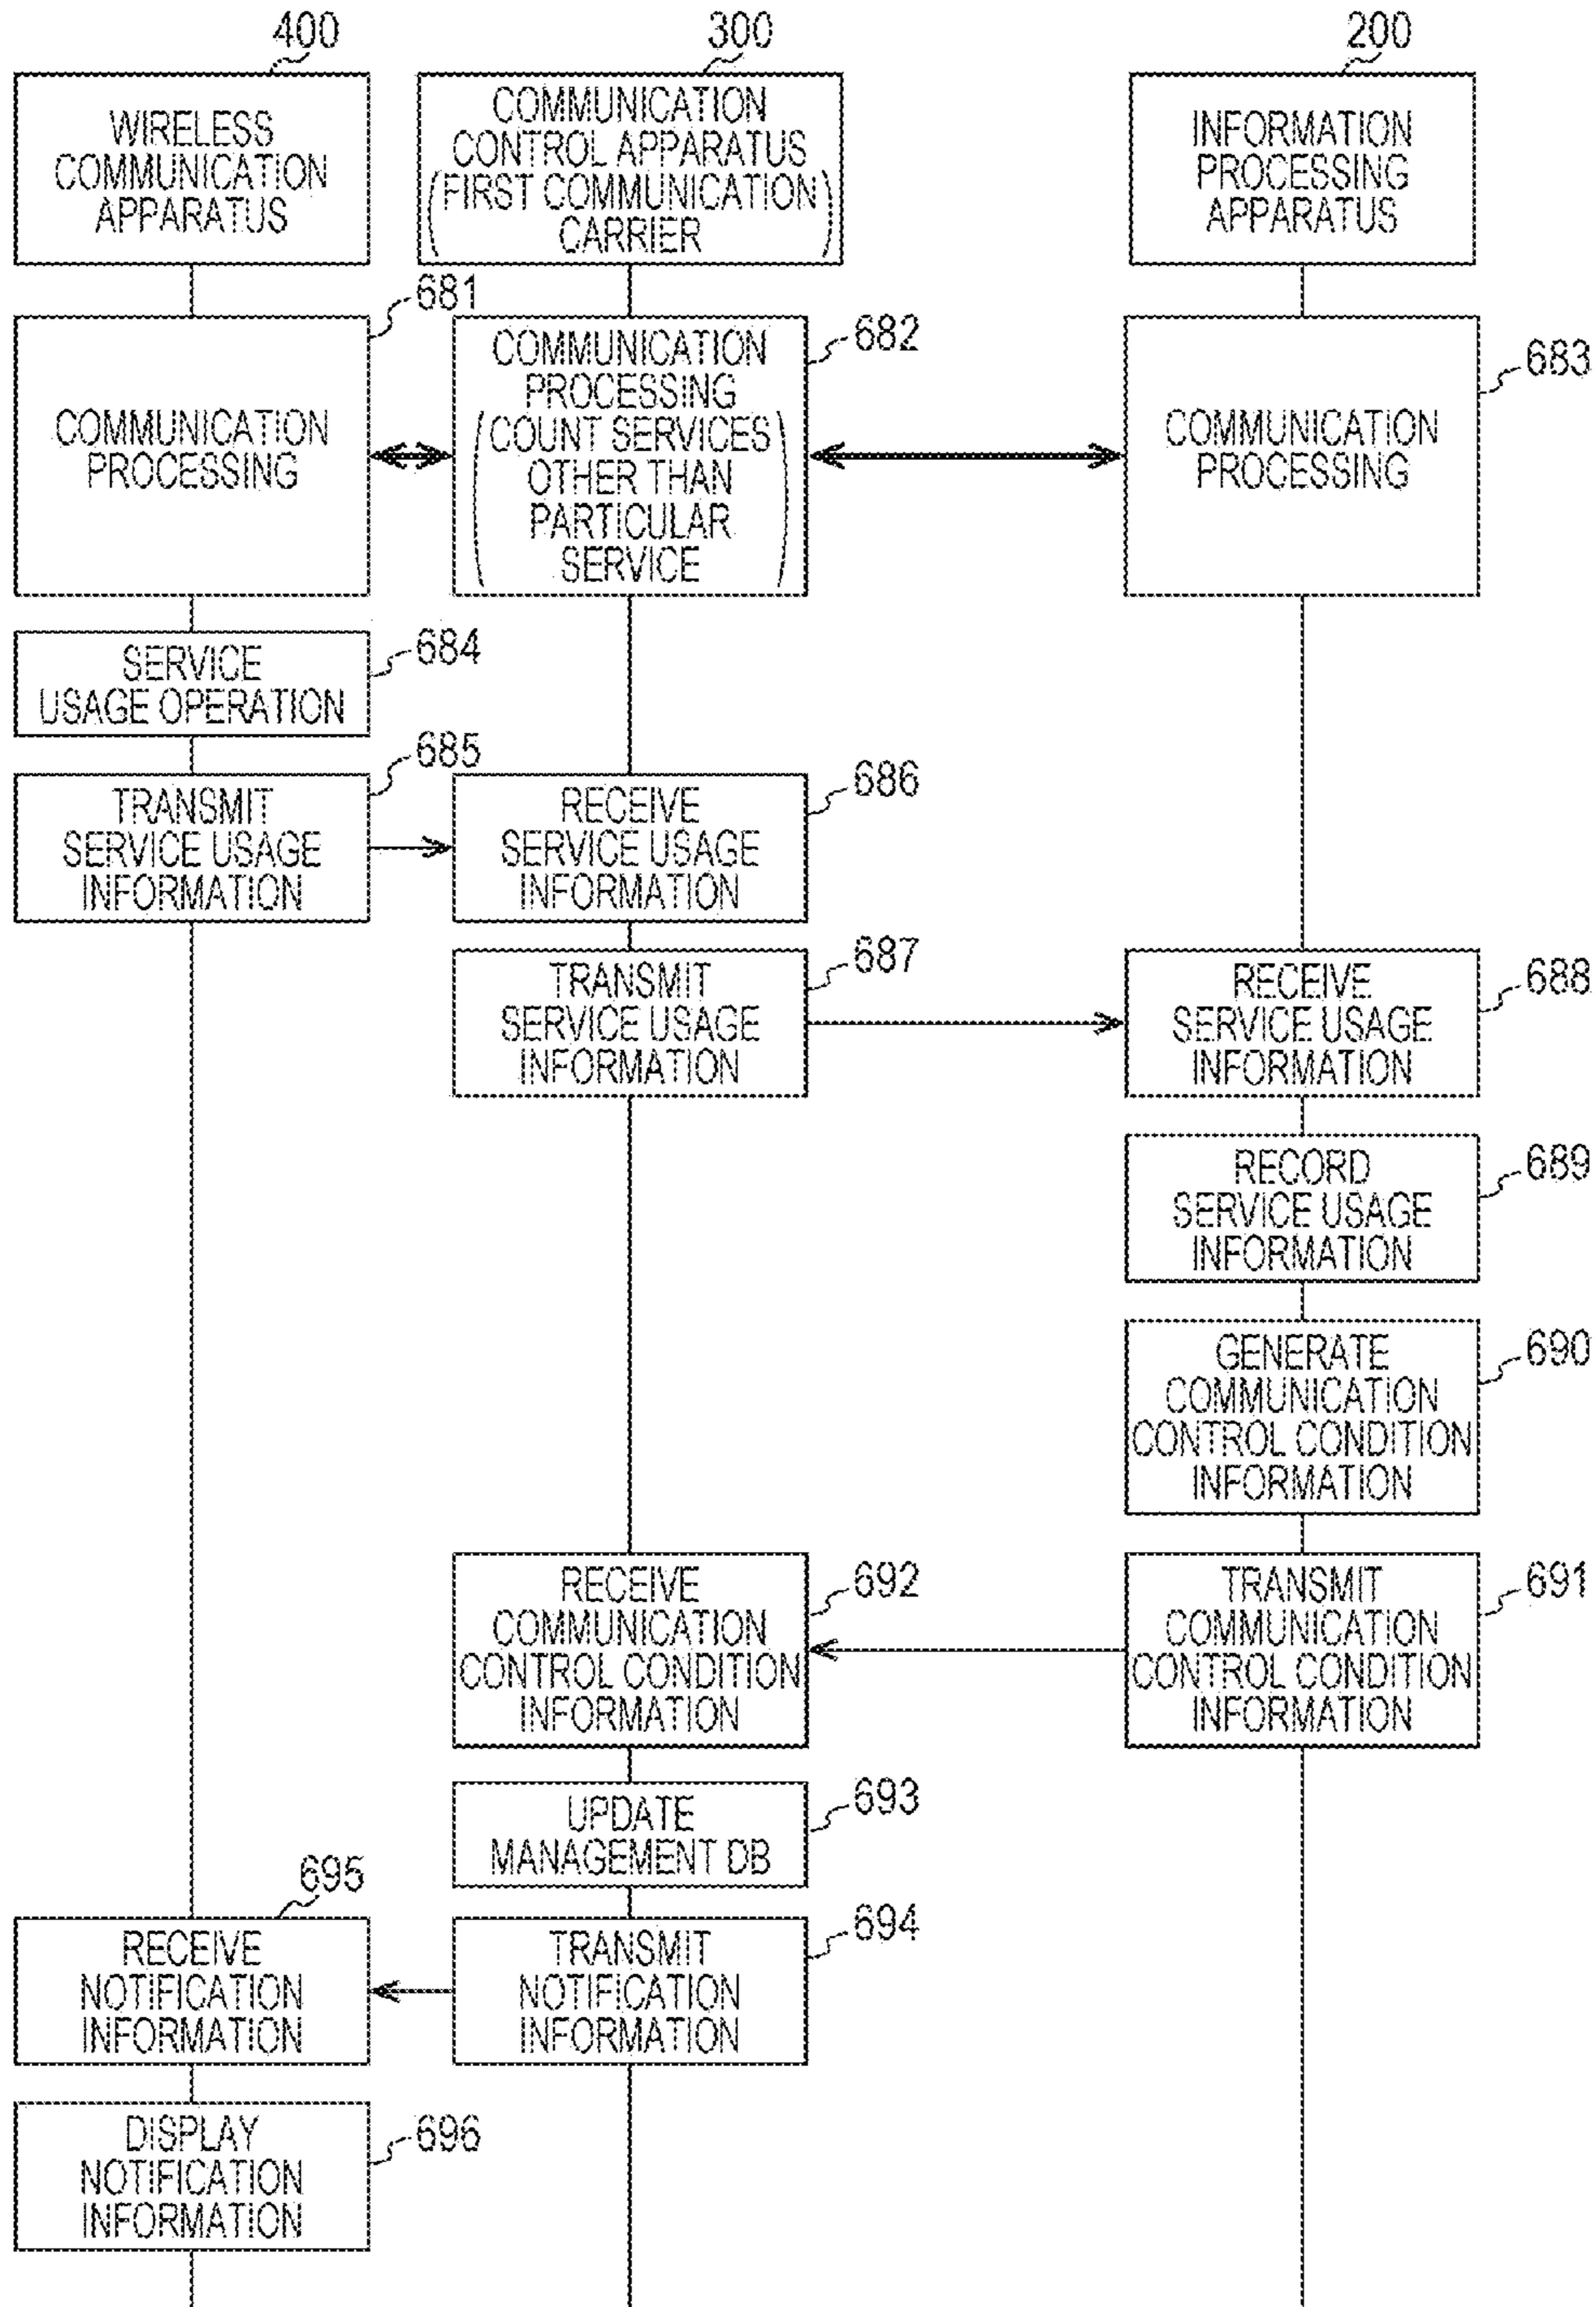 400
300
200
WIRELESS
COMMUNICATION
APPARATUS
COMMUNICATION
CONTROL APPARATUS
(FIRST COMMUNICATION
CARRIER)
INFORMATION
PROCESSING
APPARATUS
681
682
683
COMMUNICATION
PROCESSING
COMMUNICATION
PROCESSING
(COUNT SERVICES
OTHER THAN
PARTICULAR
SERVICE)
COMMUNICATION
PROCESSING
684
SERVICE
USAGE OPERATION
685
TRANSMIT
SERVICE USAGE
INFORMATION
686
RECEIVE
SERVICE USAGE
INFORMATION
687
TRANSMIT
SERVICE USAGE
INFORMATION
688
RECEIVE
SERVICE USAGE
INFORMATION
689
RECORD
SERVICE USAGE
INFORMATION
690
GENERATE
COMMUNICATION
CONTROL CONDITION
INFORMATION
691
TRANSMIT
COMMUNICATION
CONTROL CONDITION
INFORMATION
692
RECEIVE
COMMUNICATION
CONTROL CONDITION
INFORMATION
693
UPDATE
MANAGEMENT DB
694
TRANSMIT
NOTIFICATION
INFORMATION
695
RECEIVE
NOTIFICATION
INFORMATION
696
DISPLAY
NOTIFICATION
INFORMATION